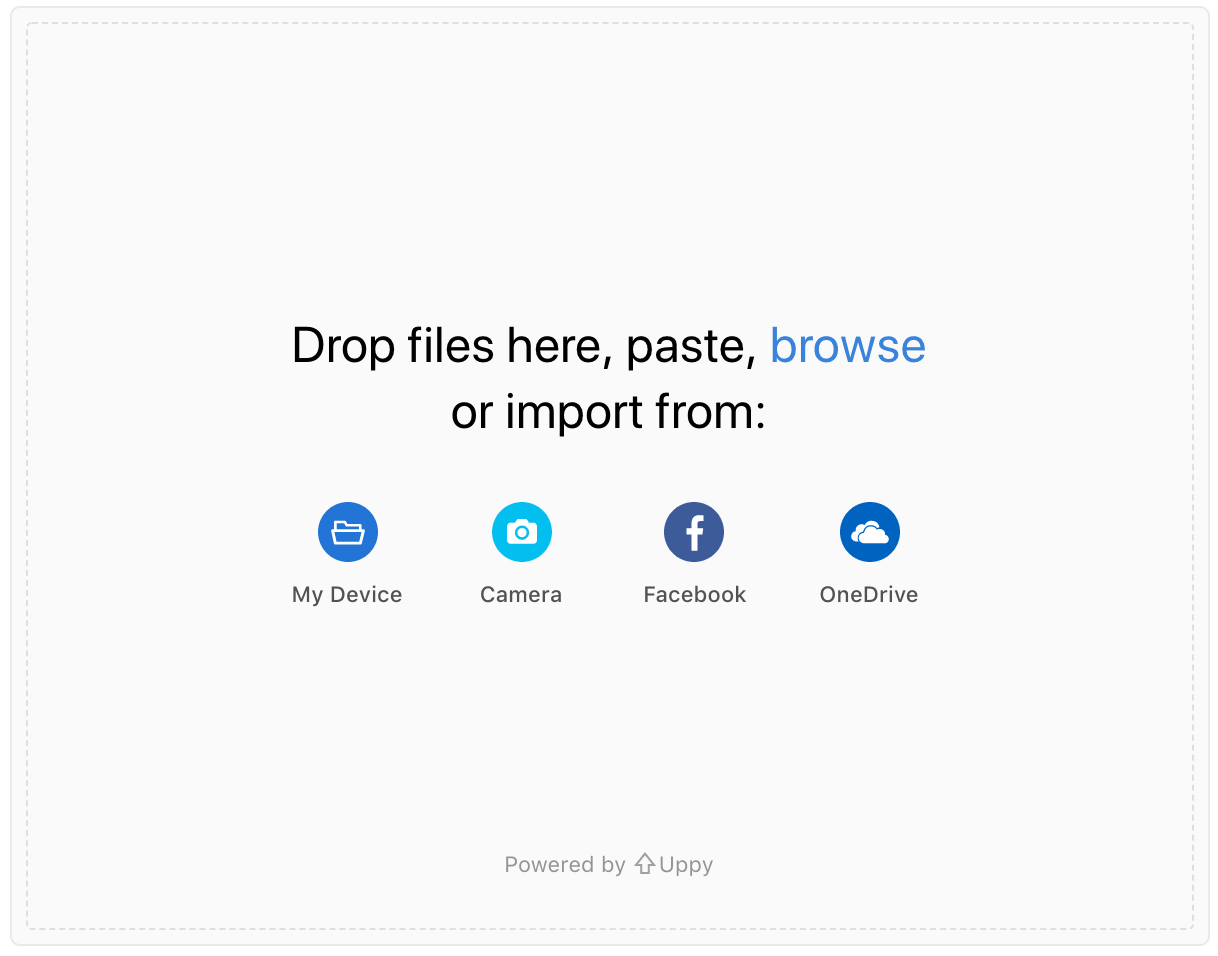 Drop files here, paste, browse
or import from:
My Device Camera Facebook OneDrive
Powered by Uppy